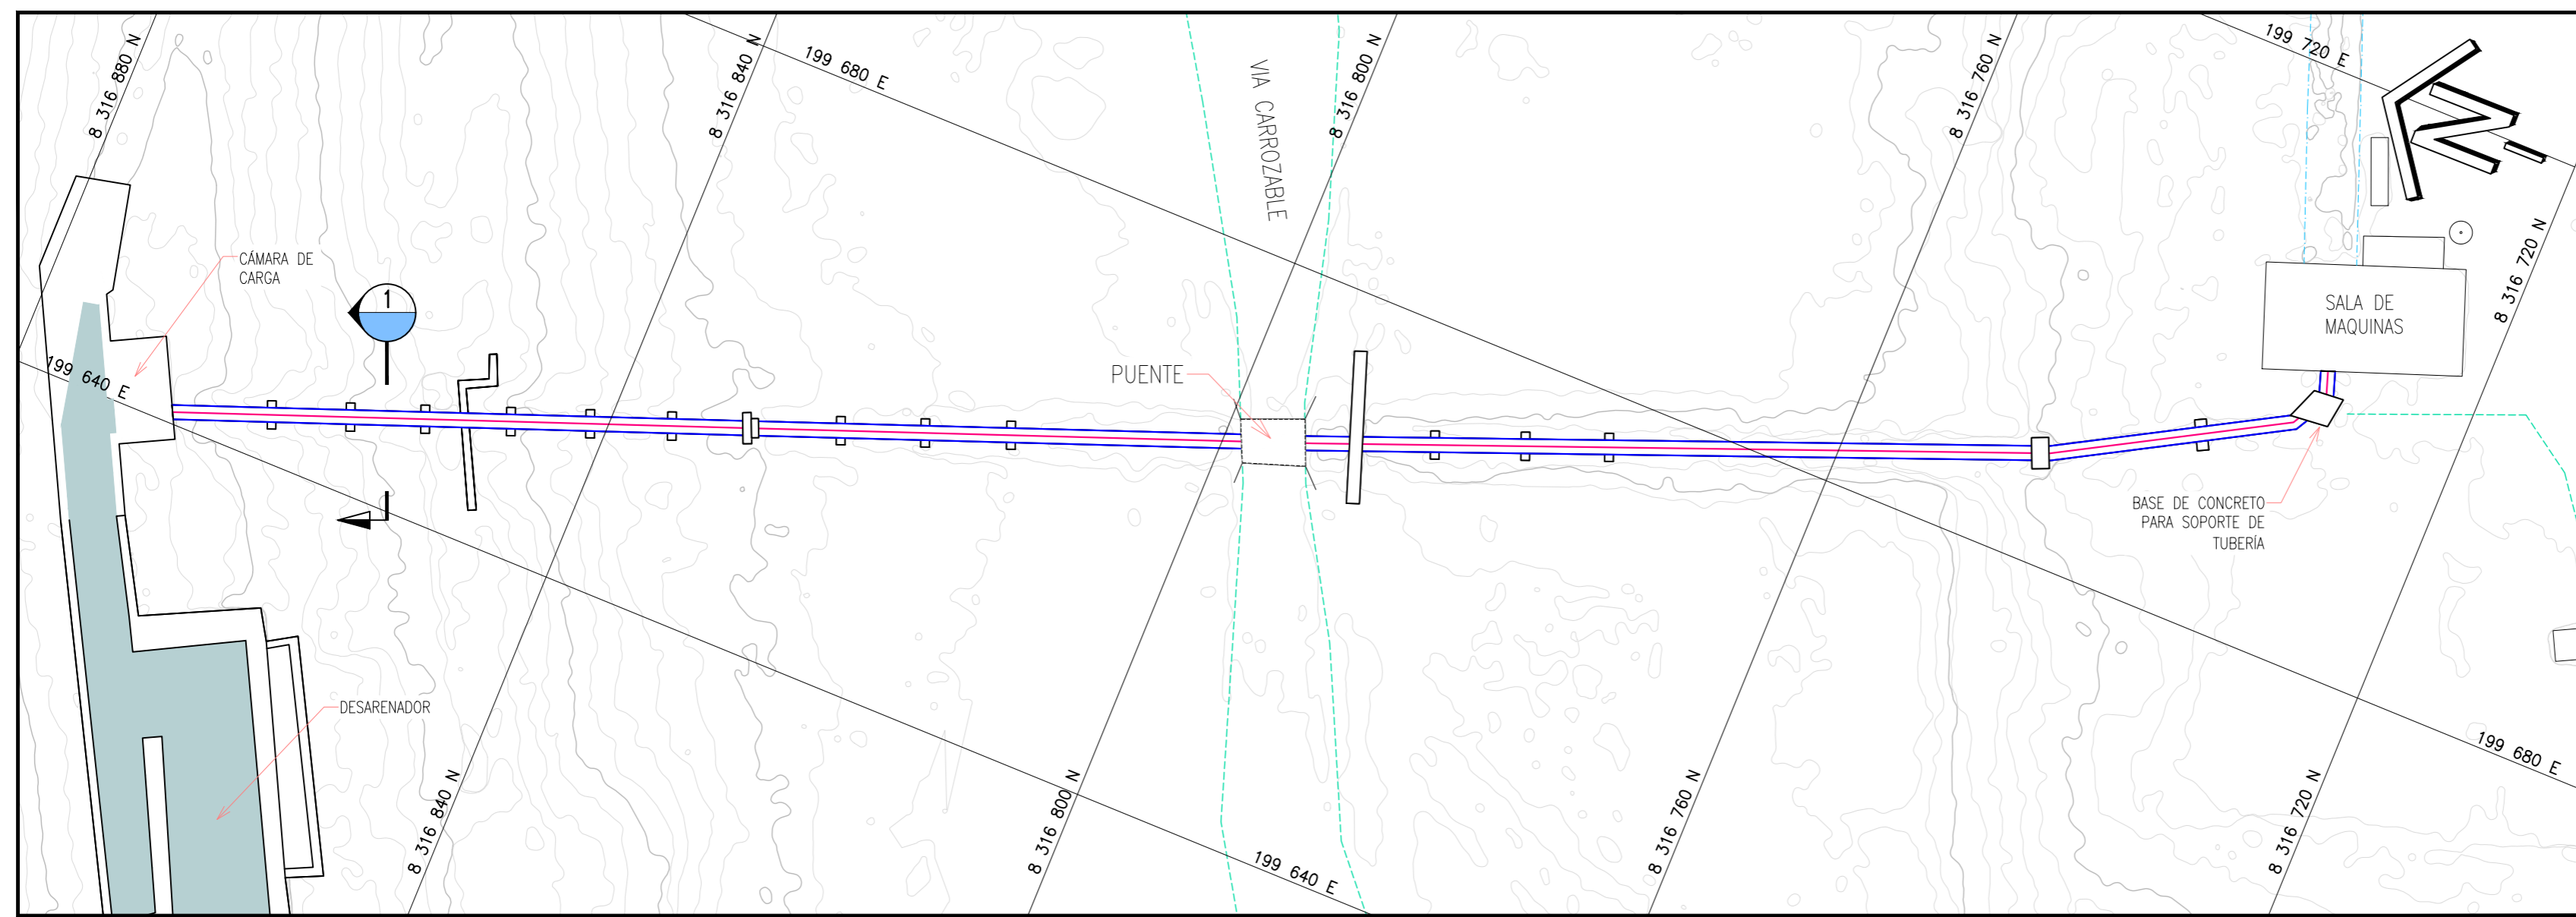 8 316 880 N
8 316 840 N
199 680 E
VIA CARROZABLE
8 316 800 N
8 316 760 N
199 720 E
N
8 316 720 N
CÁMARA DE
CARGA
1
SALA DE
MAQUINAS
199 640 E
PUENTE
BASE DE CONCRETO
PARA SOPORTE DE
TUBERÍA
DESARENADOR
199 680 E
8 316 840 N
8 316 800 N
8 316 760 N
8 316 720 N
199 640 E